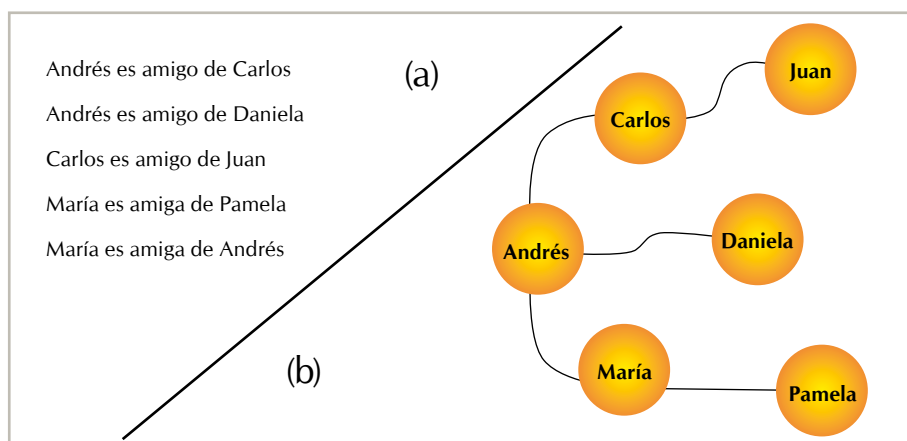 Andrés es amigo de Carlos
Andrés es amigo de Daniela
Carlos es amigo de Juan
María es amiga de Pamela
María es amiga de Andrés
(a)
(b)
Juan
Carlos
Andrés
Daniela
María
Pamela